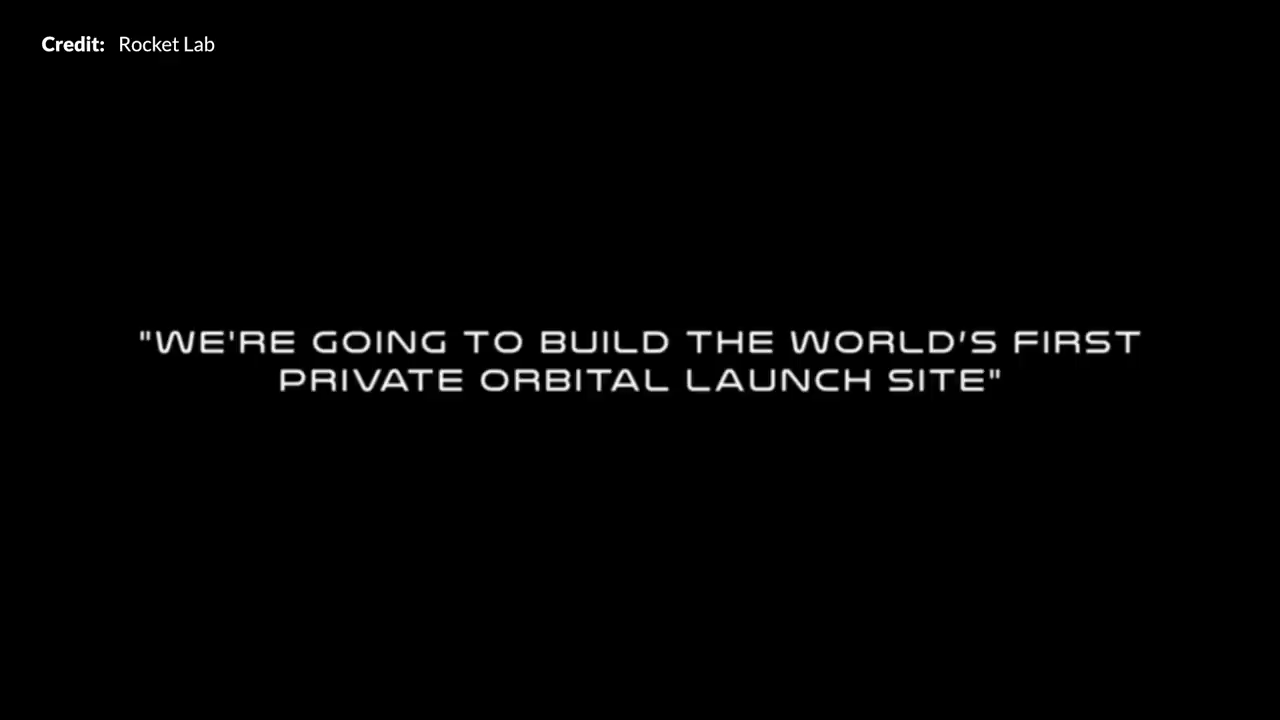 Credit: Rocket Lab
"WE'RE GOING TO BUILD THE WORLD’S FIRST
PRIVATE ORBITAL LAUNCH SITE"